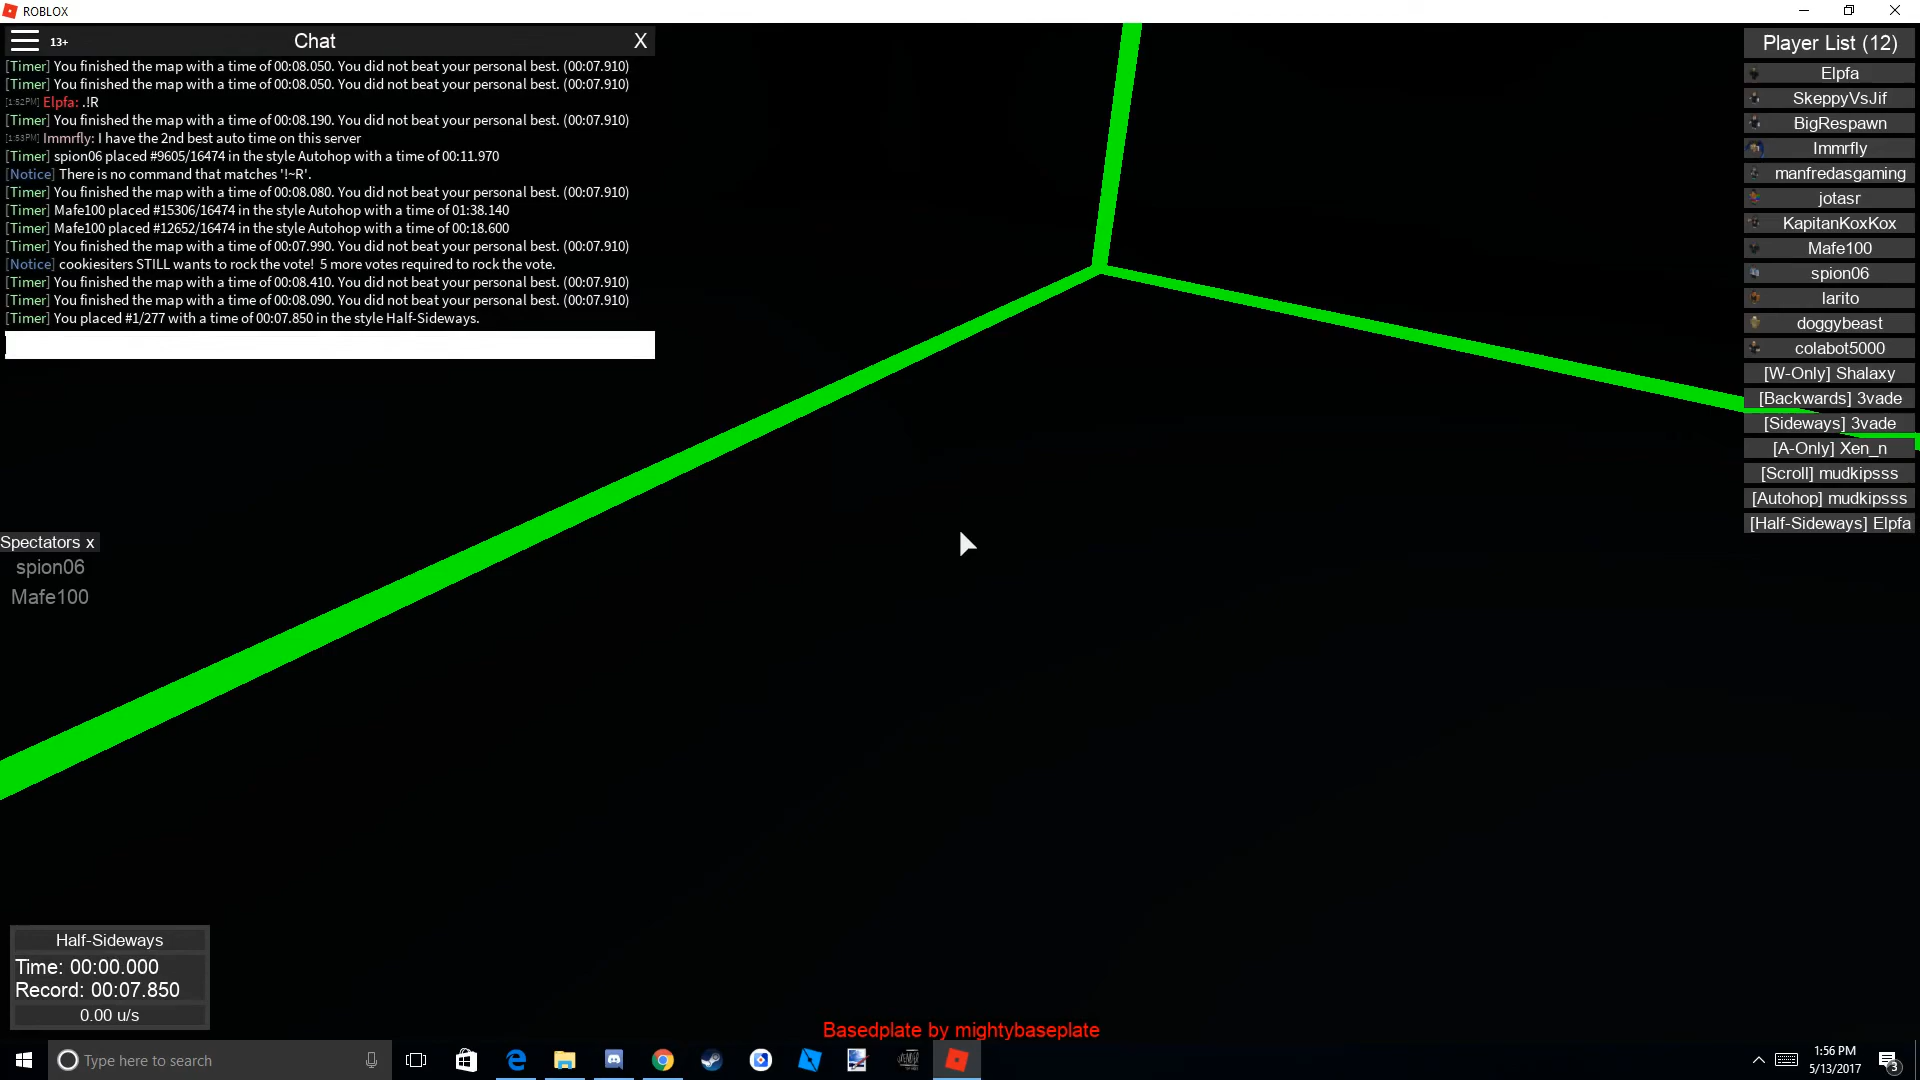 ROBLOX
13+
Chat
X
[Timer] You finished the map with a time of 00:08.050. You did not beat your personal best. (00:07.910)
[Timer] You finished the map with a time of 00:08.050. You did not beat your personal best. (00:07.910)
[1:52PM] Elpfa: .!R
[Timer] You finished the map with a time of 00:08.190. You did not beat your personal best. (00:07.910)
[1:53PM] Immrfly: I have the 2nd best auto time on this server
[Timer] spion06 placed #9605/16474 in the style Autohop with a time of 00:11.970
[Notice] There is no command that matches '!~R'.
[Timer] You finished the map with a time of 00:08.080. You did not beat your personal best. (00:07.910)
[Timer] Mafe100 placed #15306/16474 in the style Autohop with a time of 01:38.140
[Timer] Mafe100 placed #12652/16474 in the style Autohop with a time of 00:18.600
[Timer] You finished the map with a time of 00:07.990. You did not beat your personal best. (00:07.910)
[Notice] cookiesiters STILL wants to rock the vote! 5 more votes required to rock the vote.
[Timer] You finished the map with a time of 00:08.410. You did not beat your personal best. (00:07.910)
[Timer] You finished the map with a time of 00:08.090. You did not beat your personal best. (00:07.910)
[Timer] You placed #1/277 with a time of 00:07.850 in the style Half-Sideways.
Player List (12)
Elpfa
SkeppyVsJif
BigRespawn
Immrfly
manfredasgaming
jotasr
KapitanKoxKox
Mafe100
spion06
larito
doggybeast
colabot5000
[W-Only] Shalaxy
[Backwards] 3vade
[Sideways] 3vade
[A-Only] Xen_n
[Scroll] mudkipsss
[Autohop] mudkipsss
[Half-Sideways] Elpfa
Spectators x
spion06
Mafe100
Half-Sideways
Time: 00:00.000
Record: 00:07.850
0.00 u/s
Basedplate by mightybaseplate
Type here to search
1:56 PM
5/13/2017
3